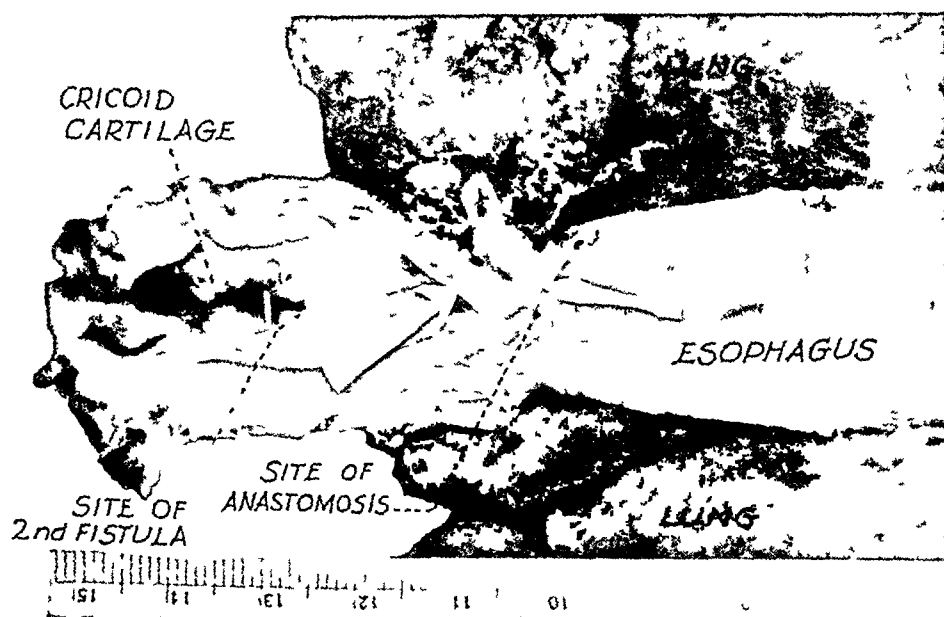 LUNG
CRICOID
CARTILAGE
ESOPHAGUS
SITE OF
ANASTOMOSIS
SITE OF
2nd FISTULA
LUNG
15 14 13 12 11 10